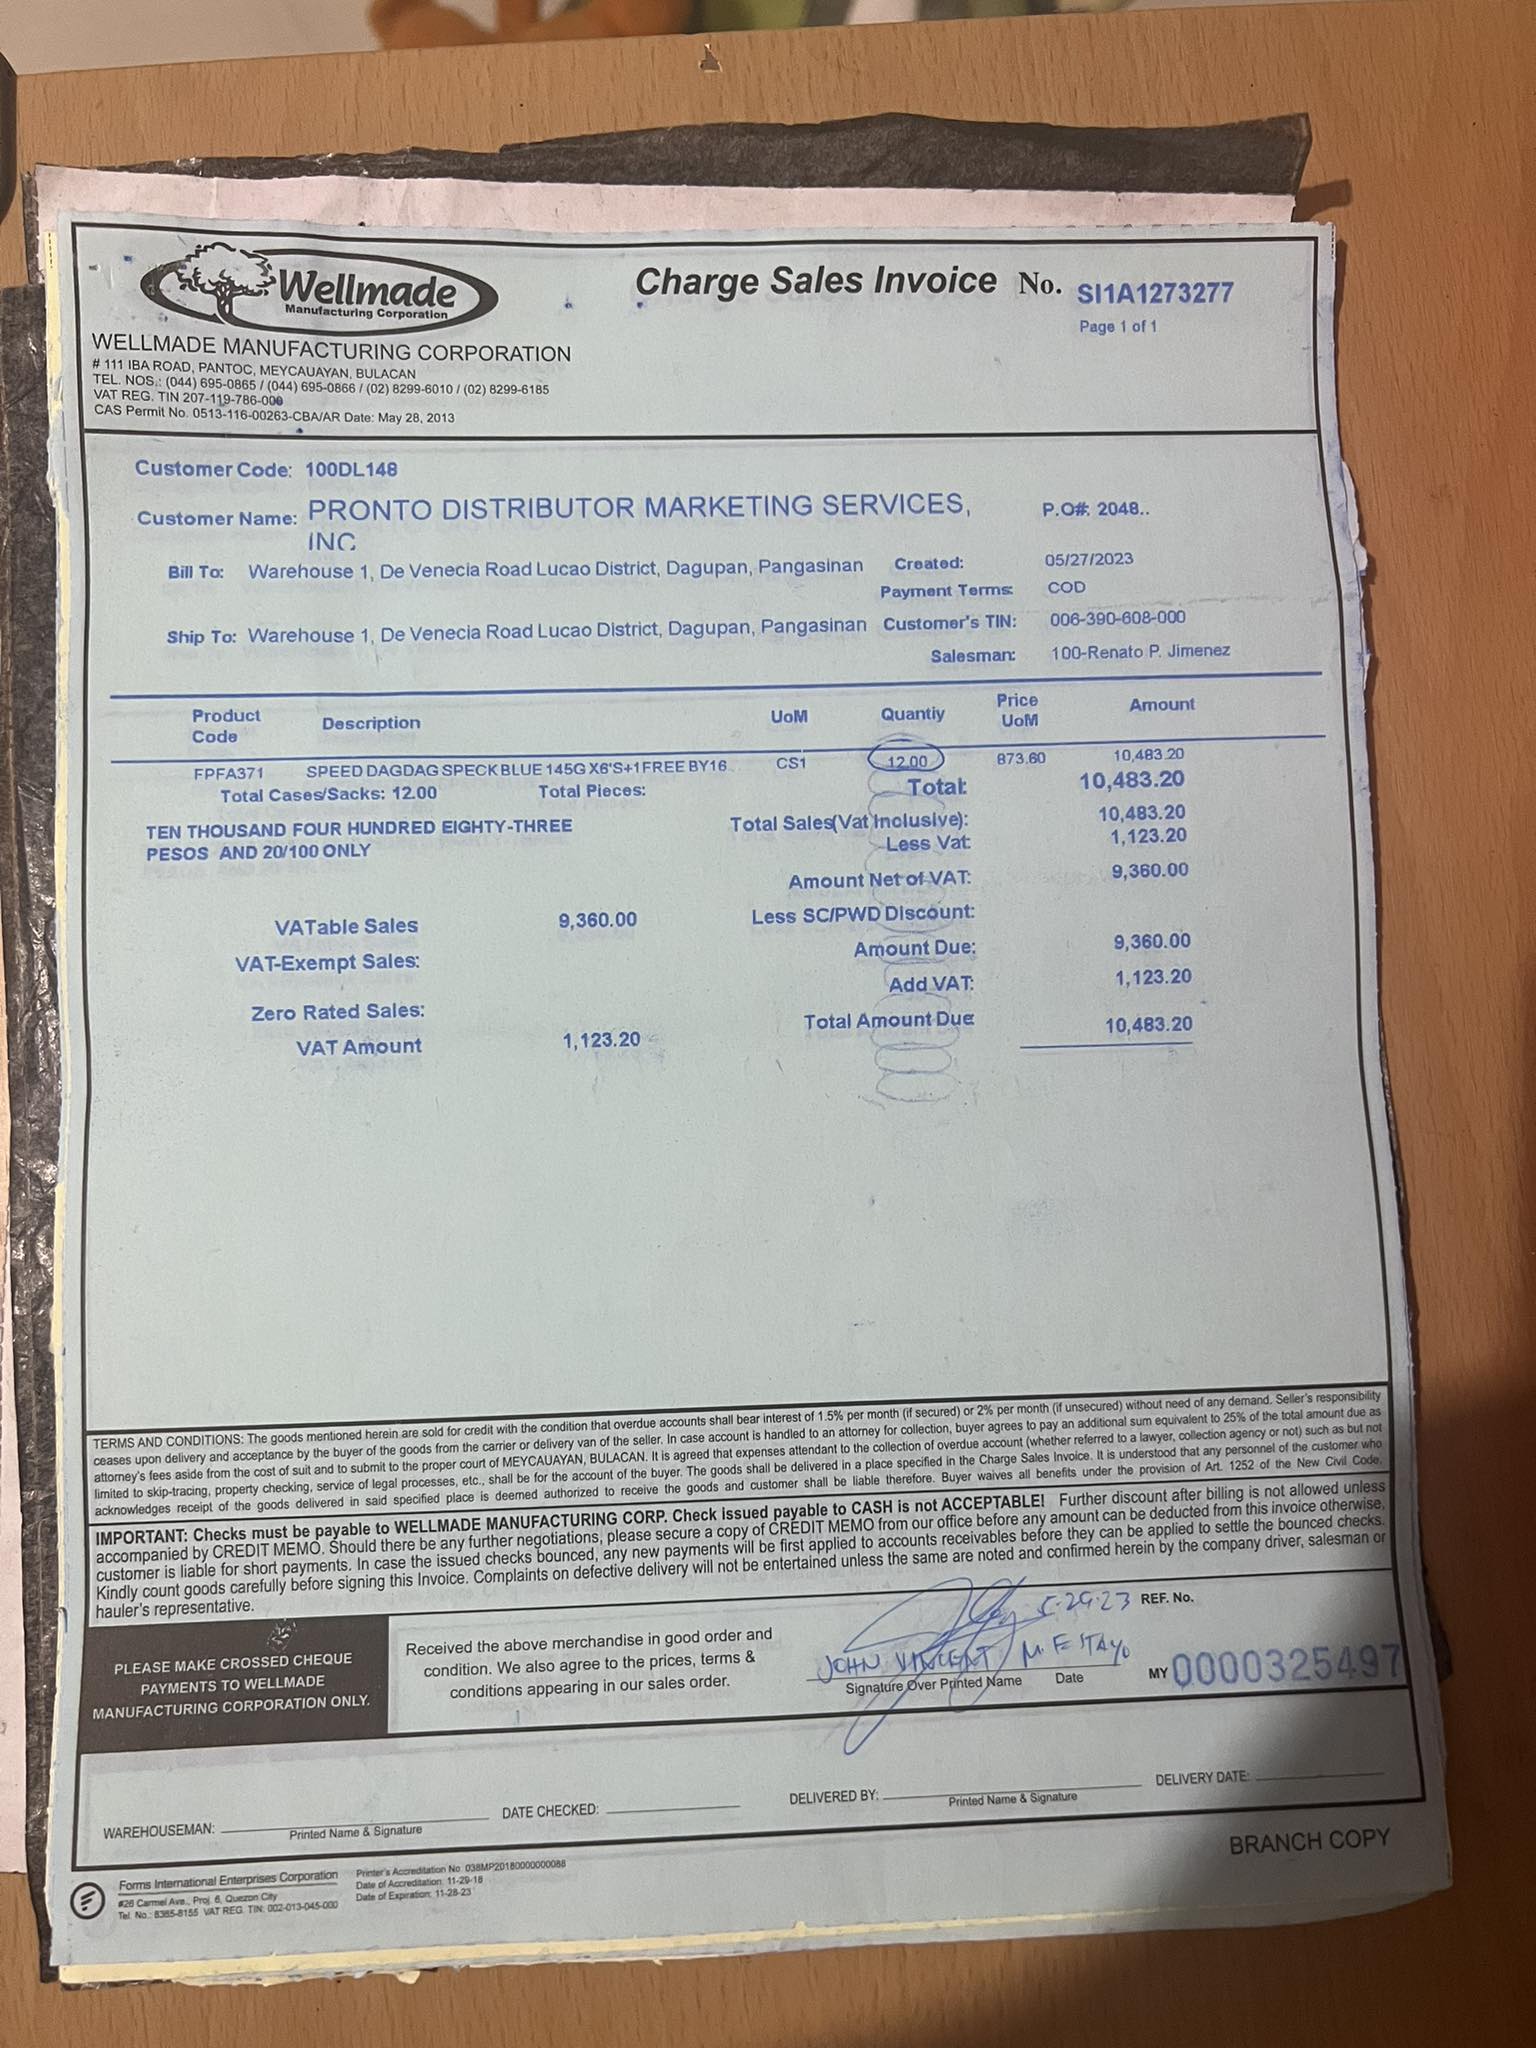 Wellmade
Manufacturing Corporation
Charge Sales Invoice No. SI1A1273277
Page 1 of 1
WELLMADE MANUFACTURING CORPORATION
# 111 IBA ROAD, PANTOC, MEYCAUAYAN, BULACAN
TEL. NOS.: (044) 695-0865 / (044) 695-0866 / (02) 8299-6010 / (02) 8299-6185
VAT REG. TIN 207-119-786-000
CAS Permit No. 0513-116-00263-CBA/AR Date: May 28, 2013
Customer Code: 100DL148
Customer Name: PRONTO DISTRIBUTOR MARKETING SERVICES, INC
P.O#: 2048..
Bill To: Warehouse 1, De Venecia Road Lucao District, Dagupan, Pangasinan
Created: 05/27/2023
Payment Terms: COD
Ship To: Warehouse 1, De Venecia Road Lucao District, Dagupan, Pangasinan
Customer's TIN: 006-390-608-000
Salesman: 100-Renato P. Jimenez
Product Code Description UoM Quantiy Price UoM Amount
FPFA371 SPEED DAGDAG SPECK BLUE 145G X6'S+1FREE BY16.. CS1 12.00 873.60 10,483.20
Total Cases/Sacks: 12.00 Total Pieces: Total: 10,483.20
TEN THOUSAND FOUR HUNDRED EIGHTY-THREE
PESOS AND 20/100 ONLY
Total Sales(Vat Inclusive): 10,483.20
Less Vat: 1,123.20
Amount Net of VAT: 9,360.00
VATable Sales 9,360.00
Less SC/PWD Discount:
VAT-Exempt Sales:
Amount Due: 9,360.00
Add VAT: 1,123.20
Zero Rated Sales:
Total Amount Due: 10,483.20
VAT Amount 1,123.20
TERMS AND CONDITIONS: The goods mentioned herein are sold for credit with the condition that overdue accounts shall bear interest of 1.5% per month (if secured) or 2% per month (if unsecured) without need of any demand. Seller's responsibility
ceases upon delivery and acceptance by the buyer of the goods from the carrier or delivery van of the seller. In case account is handled to an attorney for collection, buyer agrees to pay an additional sum equivalent to 25% of the total amount due as
attorney's fees aside from the cost of suit and to submit to the proper court of MEYCAUAYAN, BULACAN. It is agreed that expenses attendant to the collection of overdue account (whether referred to a lawyer, collection agency or not) such as but not
limited to skip-tracing, property checking, service of legal processes, etc., shall be for the account of the buyer. The goods shall be delivered in a place specified in the Charge Sales Invoice. It is understood that any personnel of the customer who
acknowledges receipt of the goods delivered in said specified place is deemed authorized to receive the goods and customer shall be liable therefore. Buyer waives all benefits under the provision of Art. 1252 of the New Civil Code.
IMPORTANT: Checks must be payable to WELLMADE MANUFACTURING CORP. Check issued payable to CASH is not ACCEPTABLE! Further discount after billing is not allowed unless
accompanied by CREDIT MEMO. Should there be any further negotiations, please secure a copy of CREDIT MEMO from our office before any amount can be deducted from this invoice otherwise,
customer is liable for short payments. In case the issued checks bounced, any new payments will be first applied to accounts receivables before they can be applied to settle the bounced checks.
Kindly count goods carefully before signing this Invoice. Complaints on defective delivery will not be entertained unless the same are noted and confirmed herein by the company driver, salesman or
hauler's representative.
PLEASE MAKE CROSSED CHEQUE
PAYMENTS TO WELLMADE
MANUFACTURING CORPORATION ONLY.
Received the above merchandise in good order and
condition. We also agree to the prices, terms &
conditions appearing in our sales order.
5-29-23
JOHN VINCENT M. ESTAYO
Signature Over Printed Name Date
REF. No.
MY 0000325497
WAREHOUSEMAN:
Printed Name & Signature
DATE CHECKED:
DELIVERED BY:
Printed Name & Signature
DELIVERY DATE:
BRANCH COPY
Forms International Enterprises Corporation
#26 Carmel Ave., Proj. 6, Quezon City
Tel. No.: 8365-8155 VAT REG. TIN: 002-013-045-000
Printer's Accreditation No. 038MP20180000000088
Date of Accreditation: 11-29-18
Date of Expiration: 11-28-23